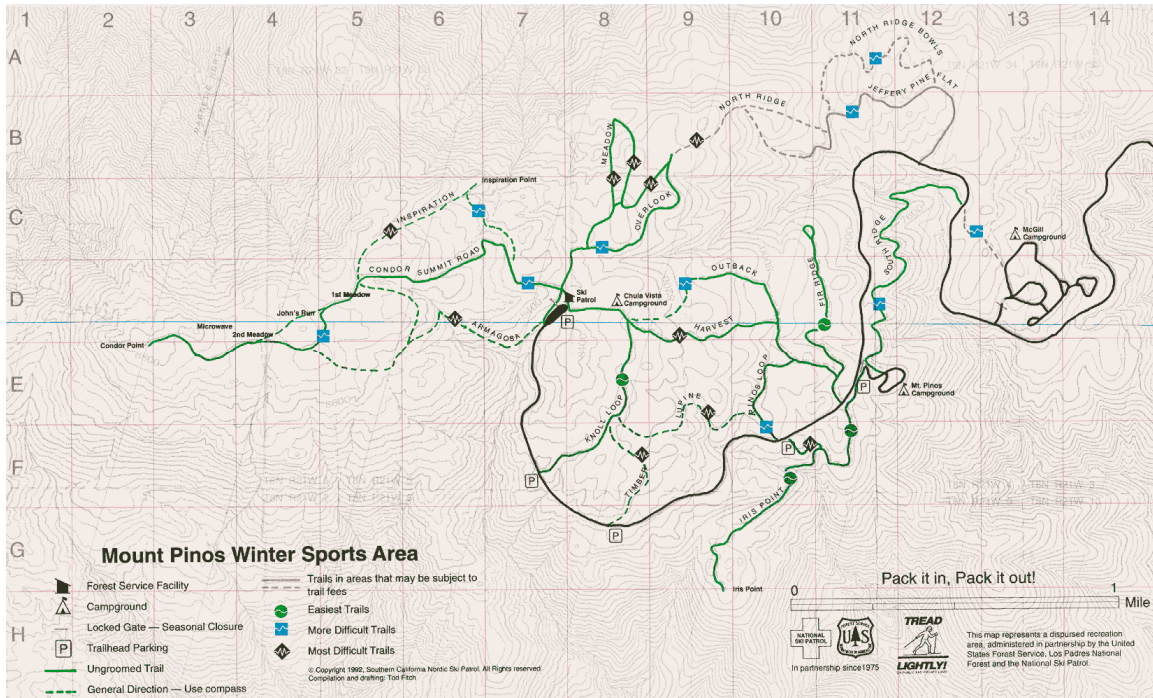 1 2 3 4 5 6 7 8 9 10 11 12 13 14
A
NORTH RIDGE BOWLS
JEFFERY PINE FLAT
NORTH RIDGE
B
MEADOW
Inspiration Point
INSPIRATION
C
OVERLOOK
SOUTH RIDGE
McGill
Campground
CONDOR SUMMIT ROAD
OUTBACK
FIR RIDGE
D
1st Meadow
Ski
Patrol
Chula Vista
Campground
John's Run
Microwave
2nd Meadow
ARMAGOST
P
HARVEST
Condor Point
E
PINOS LOOP
P
Mt. Pinos
Campground
LUPINE
KNOLL LOOP
P
F
P
TIMBER
IRIS POINT
P
G
Iris Point
Mount Pinos Winter Sports Area
Forest Service Facility
Campground
Locked Gate — Seasonal Closure
P Trailhead Parking
Ungroomed Trail
General Direction — Use compass
Trails in areas that may be subject to
trail fees
Easiest Trails
More Difficult Trails
Most Difficult Trails
© Copyright 1992, Southern California Nordic Ski Patrol. All Rights reserved.
Compilation and drafting: Tod Fitch
H
Pack it in, Pack it out!
0 1
Mile
NATIONAL
SKI PATROL
In partnership since1975
FOREST SERVICE
U S
TREAD
LIGHTLY!
This map represents a dispursed recreation
area, administered in partnership by the United
States Forest Service, Los Padres National
Forest and the National Ski Patrol.